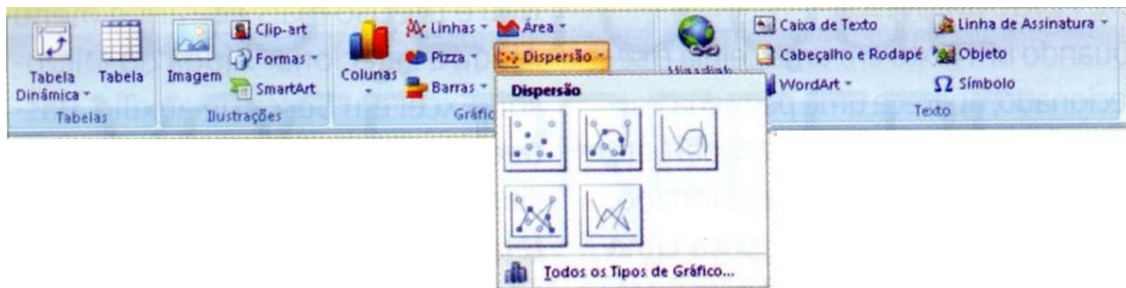 Tabela
Dinâmica
Tabela
Tabelas
Imagem
Clip-art
Formas
SmartArt
Ilustrações
Colunas
Linhas
Pizza
Barras
Área
Dispersão
Dispersão
Todos os Tipos de Gráfico...
Caixa de Texto
Cabeçalho e Rodapé
WordArt
Linha de Assinatura
Objeto
Símbolo
Texto